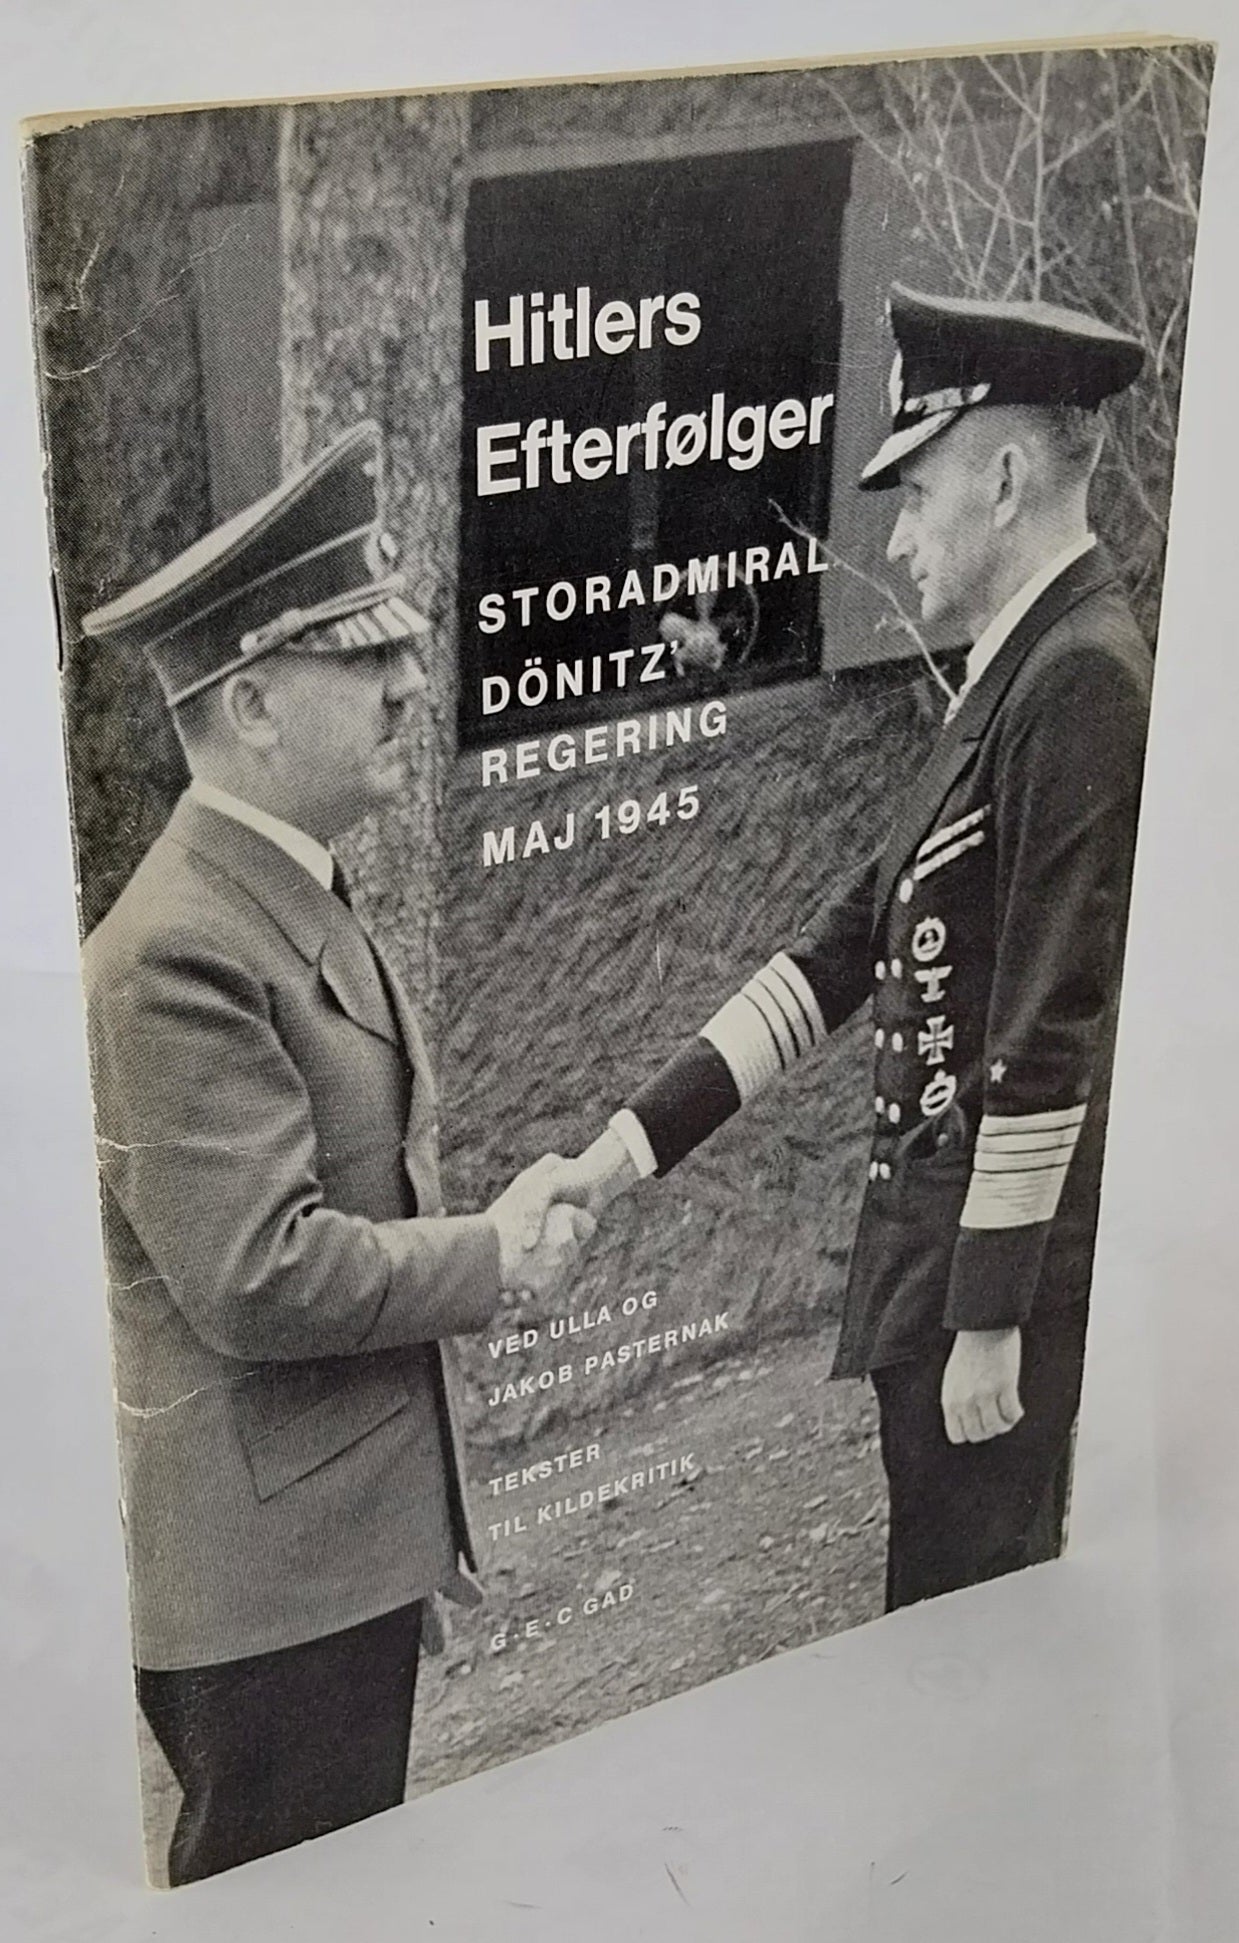 Hitlers
Efterfølger
STORADMIRAL
DÖNITZ'
REGERING
MAJ 1945
VED ULLA OG
JAKOB PASTERNAK
TEKSTER
TIL KILDEKRITIK
G·E·C GAD